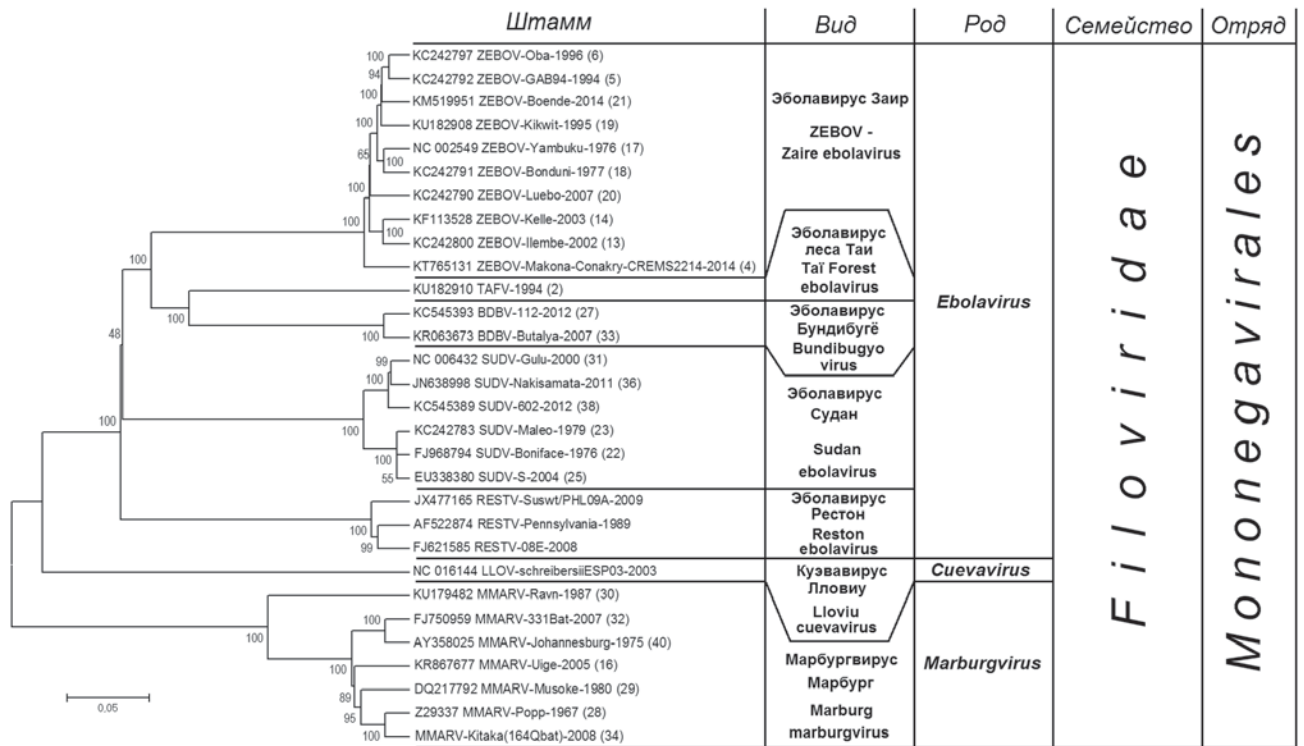 Штамм Вид Род Семейство Отряд
100 KC242797 ZEBOV-Oba-1996 (6)
94 KC242792 ZEBOV-GAB94-1994 (5)
100 KM519951 ZEBOV-Boende-2014 (21)
100 KU182908 ZEBOV-Kikwit-1995 (19)
65 NC 002549 ZEBOV-Yambuku-1976 (17)
100 KC242791 ZEBOV-Bonduni-1977 (18)
100 KC242790 ZEBOV-Luebo-2007 (20)
100 KF113528 ZEBOV-Kelle-2003 (14)
100 KC242800 ZEBOV-Ilembe-2002 (13)
100 KT765131 ZEBOV-Makona-Conakry-CREMS2214-2014 (4)
KU182910 TAFV-1994 (2)
100 KC545393 BDBV-112-2012 (27)
100 KR063673 BDBV-Butalya-2007 (33)
48
99 NC 006432 SUDV-Gulu-2000 (31)
100 JN638998 SUDV-Nakisamata-2011 (36)
KC545389 SUDV-602-2012 (38)
100 100 KC242783 SUDV-Maleo-1979 (23)
100 FJ968794 SUDV-Boniface-1976 (22)
55 EU338380 SUDV-S-2004 (25)
JX477165 RESTV-Suswt/PHL09A-2009
100 AF522874 RESTV-Pennsylvania-1989
99 FJ621585 RESTV-08E-2008
NC 016144 LLOV-schreibersiiESP03-2003
KU179482 MMARV-Ravn-1987 (30)
100 100 FJ750959 MMARV-331Bat-2007 (32)
AY358025 MMARV-Johannesburg-1975 (40)
100 KR867677 MMARV-Uige-2005 (16)
89 DQ217792 MMARV-Musoke-1980 (29)
95 Z29337 MMARV-Popp-1967 (28)
100 MMARV-Kitaka(164Qbat)-2008 (34)
0,05
Эболавирус Заир
ZEBOV -
Zaire ebolavirus
Эболавирус
леса Таи
Taï Forest
ebolavirus
Эболавирус
Бундибугё
Bundibugyo
virus
Эболавирус
Судан
Sudan
ebolavirus
Эболавирус
Рестон
Reston
ebolavirus
Куэвавирус
Лловиу
Lloviu
cuevavirus
Марбургвирус
Марбург
Marburg
marburgvirus
Ebolavirus
Cuevavirus
Marburgvirus
Filoviridae
Mononegavirales